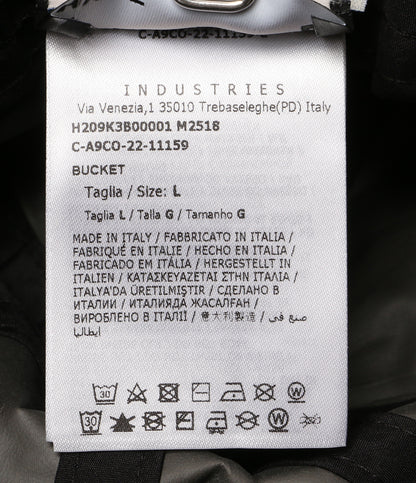 C-A9CO-22-11159
INDUSTRIES
Via Venezia,1 35010 Trebaseleghe(PD) Italy
H209K3B00001 M2518
C-A9CO-22-11159
BUCKET
Taglia / Size: L
Taglia L / Talla G / Tamanho G
MADE IN ITALY / FABBRICATO IN ITALIA /
FABRIQUÉ EN ITALIE / HECHO EN ITALIA /
FABRICADO EM ITÁLIA / HERGESTELLT IN
ITALIEN / ΚΑΤΑΣΚΕΥΑΖΕΤΑΙ ΣΤΗΝ ΙΤΑΛΙΑ /
ITALYA'DA ÜRETILMIŞTIR / СДЕЛАНО В
ИТАЛИИ / ИТАЛИЯДА ЖАСАЛҒАН /
ВИРОБЛЕНО В ІТАЛІЇ / 意大利製造 / صنع في
ايطاليا
30 W
30 W